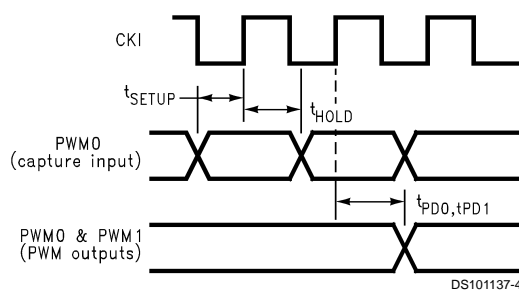 CKI
tSETUP
tHOLD
PWM0
(capture input)
tPD0,tPD1
PWM0 & PWM1
(PWM outputs)
DS101137-4